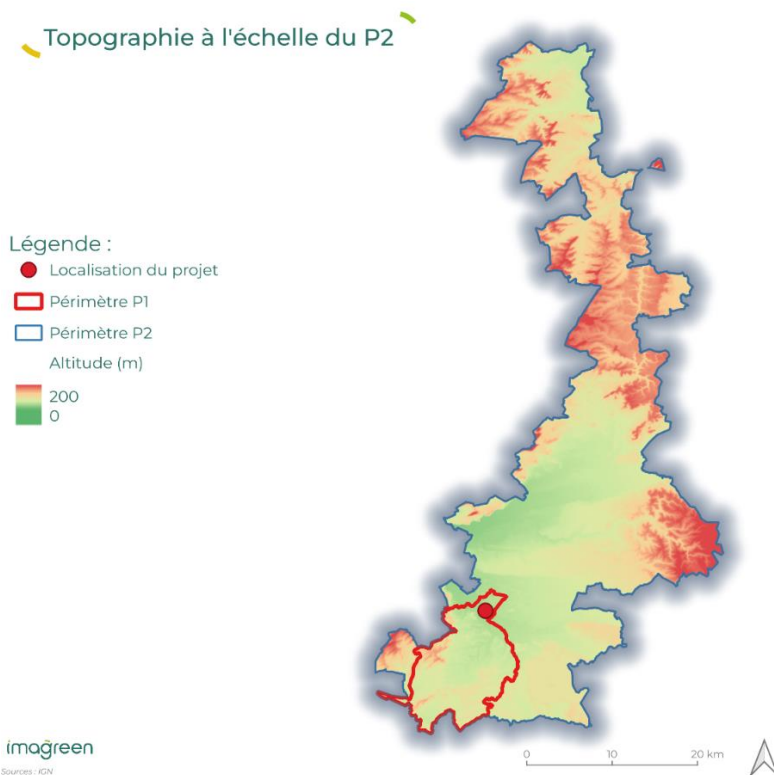 Topographie à l'échelle du P2
Légende :
Localisation du projet
Périmètre P1
Périmètre P2
Altitude (m)
200
0
imagreen
Sources : IGN
0 10 20 km